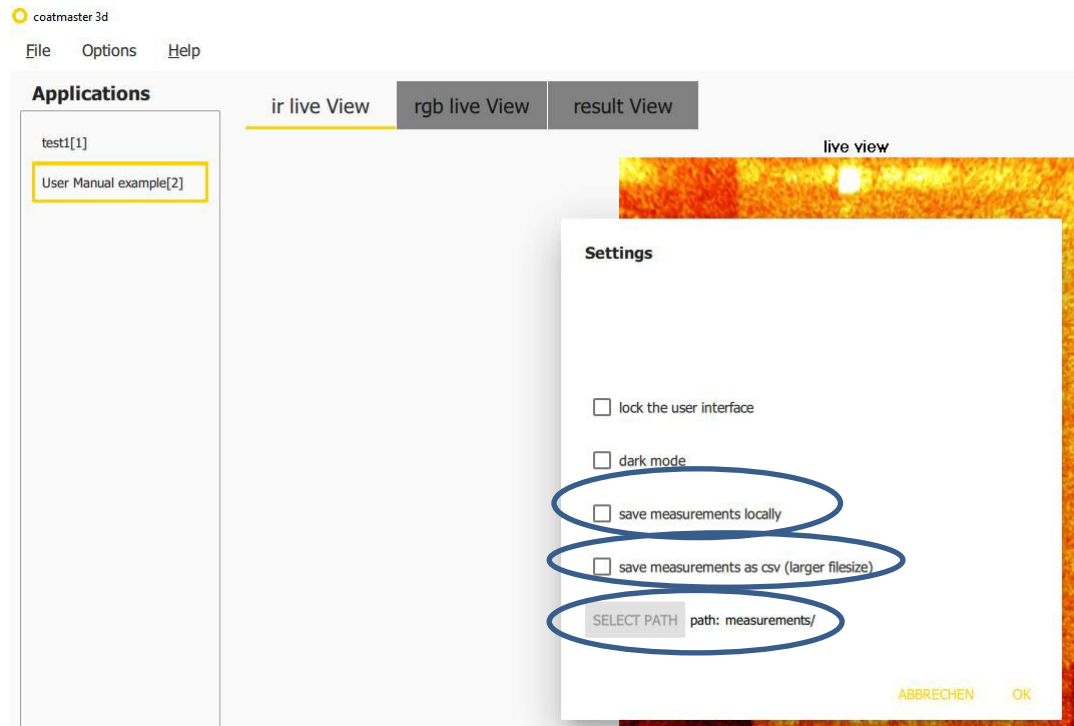 coatmaster 3d
File Options Help
Applications
test1[1]
User Manual example[2]
ir live View rgb live View result View
live view
Settings
lock the user interface
dark mode
save measurements locally
save measurements as csv (larger filesize)
SELECT PATH path: measurements/
ABBRECHEN OK